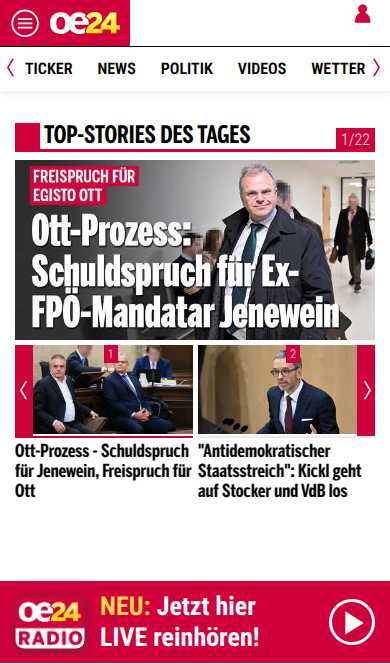 oe24
TICKER NEWS POLITIK VIDEOS WETTER
TOP-STORIES DES TAGES
1/22
FREISPRUCH FÜR
EGISTO OTT
Ott-Prozess:
Schuldspruch für Ex-
FPÖ-Mandatar Jenewein
1
2
Ott-Prozess - Schuldspruch
für Jenewein, Freispruch für
Ott
"Antidemokratischer
Staatsstreich": Kickl geht
auf Stocker und VdB los
oe24
RADIO
NEU: Jetzt hier
LIVE reinhören!